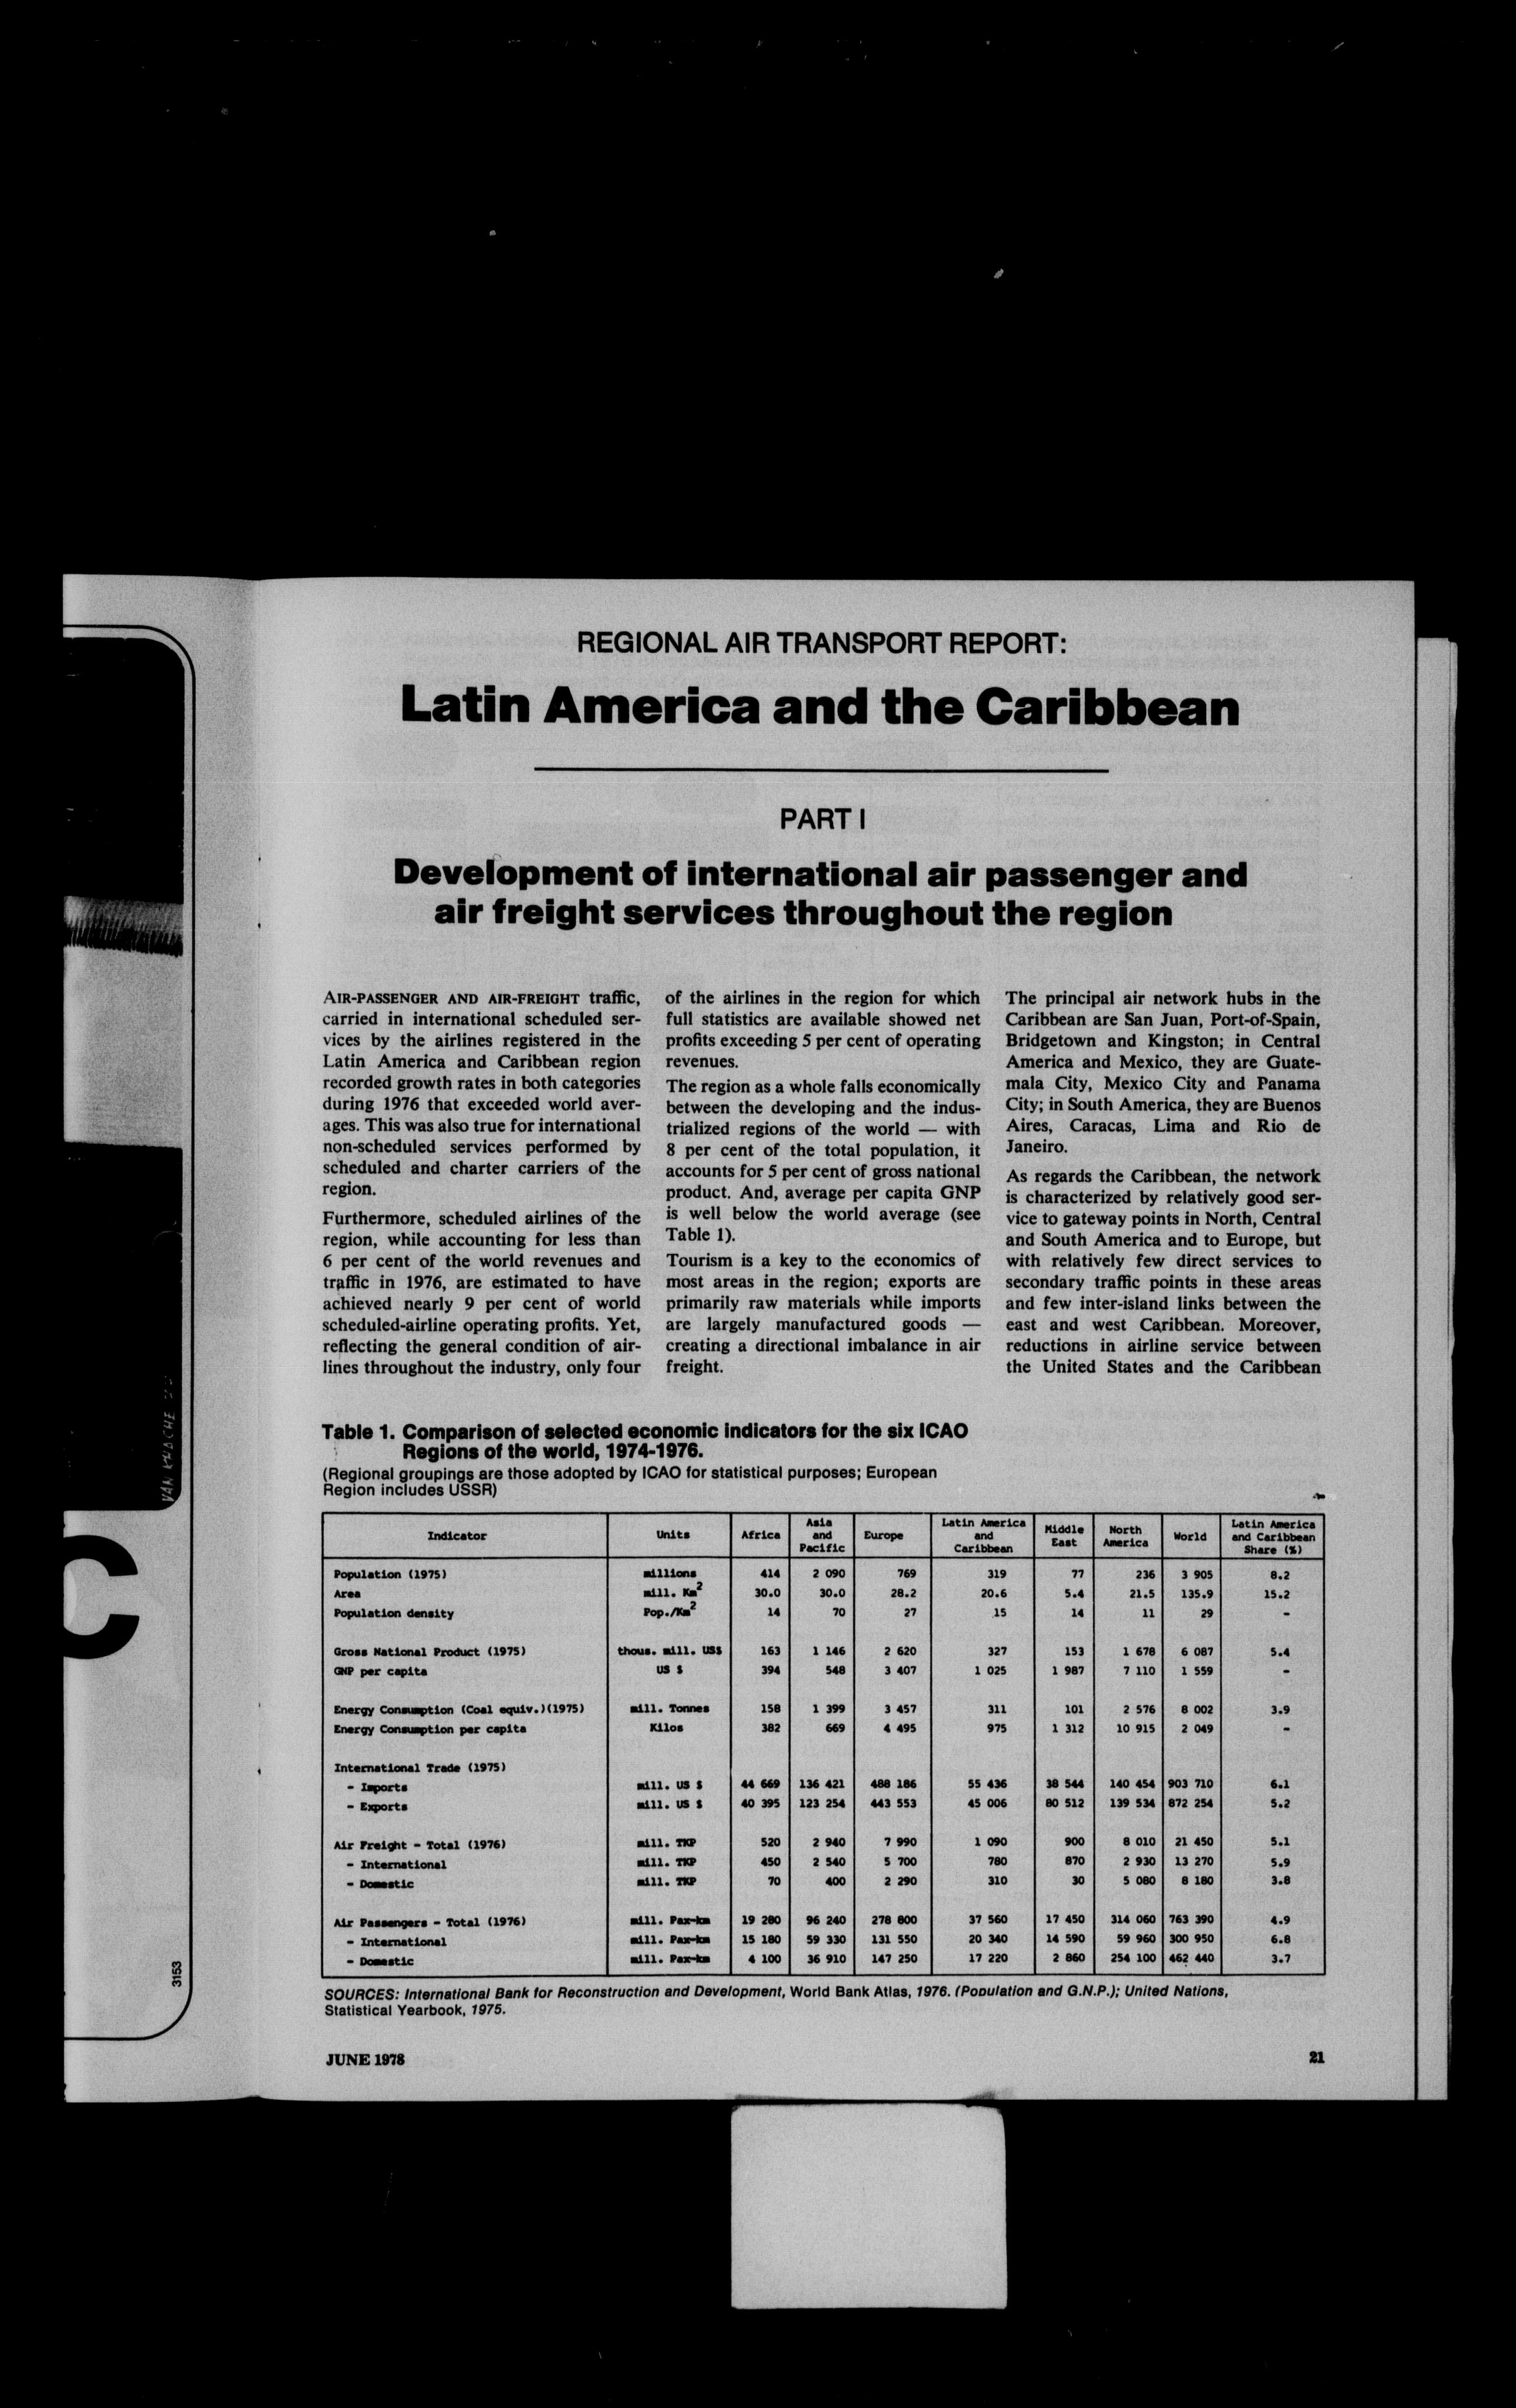 REGIONAL AIR TRANSPORT REPORT:
Latin America and the Caribbean
PART I
Development of international air passenger and
air freight services throughout the region
AIR-PASSENGER AND AIR-FREIGHT traffic,
carried in international scheduled ser-
vices by the airlines registered in the
Latin America and Caribbean region
recorded growth rates in both categories
during 1976 that exceeded world aver-
ages. This was also true for international
non-scheduled services performed by
scheduled and charter carriers of the
region.
Furthermore, scheduled airlines of the
region, while accounting for less than
6 per cent of the world revenues and
traffic in 1976, are estimated to have
achieved nearly 9 per cent of world
scheduled-airline operating profits. Yet,
reflecting the general condition of air-
lines throughout the industry, only four
of the airlines in the region for which
full statistics are available showed net
profits exceeding 5 per cent of operating
revenues.
The region as a whole falls economically
between the developing and the indus-
trialized regions of the world — with
8 per cent of the total population, it
accounts for 5 per cent of gross national
product. And, average per capita GNP
is well below the world average (see
Table 1).
Tourism is a key to the economics of
most areas in the region; exports are
primarily raw materials while imports
are largely manufactured goods —
creating a directional imbalance in air
freight.
The principal air network hubs in the
Caribbean are San Juan, Port-of-Spain,
Bridgetown and Kingston; in Central
America and Mexico, they are Guate-
mala City, Mexico City and Panama
City; in South America, they are Buenos
Aires, Caracas, Lima and Rio de
Janeiro.
As regards the Caribbean, the network
is characterized by relatively good ser-
vice to gateway points in North, Central
and South America and to Europe, but
with relatively few direct services to
secondary traffic points in these areas
and few inter-island links between the
east and west Caribbean. Moreover,
reductions in airline service between
the United States and the Caribbean
Table 1. Comparison of selected economic indicators for the six ICAO
Regions of the world, 1974-1976.
(Regional groupings are those adopted by ICAO for statistical purposes; European
Region includes USSR)
Indicator Units Africa Asia and Pacific Europe Latin America and Caribbean Middle East North America World Latin America and Caribbean Share (%)
Population (1975) millions 414 2 090 769 319 77 236 3 905 8.2
Area mill. Km2 30.0 30.0 28.2 20.6 5.4 21.5 135.9 15.2
Population density Pop./Km2 14 70 27 15 14 11 29 -
Gross National Product (1975) thous. mill. US$ 163 1 146 2 620 327 153 1 678 6 087 5.4
GNP per capita US $ 394 548 3 407 1 025 1 987 7 110 1 559 -
Energy Consumption (Coal equiv.)(1975) mill. Tonnes 158 1 399 3 457 311 101 2 576 8 002 3.9
Energy Consumption per capita Kilos 382 669 4 495 975 1 312 10 915 2 049 -
International Trade (1975)
- Imports mill. US $ 44 669 136 421 488 186 55 436 38 544 140 454 903 710 6.1
- Exports mill. US $ 40 395 123 254 443 553 45 006 80 512 139 534 872 254 5.2
Air Freight - Total (1976) mill. TKP 520 2 940 7 990 1 090 900 8 010 21 450 5.1
- International mill. TKP 450 2 540 5 700 780 870 2 930 13 270 5.9
- Domestic mill. TKP 70 400 2 290 310 30 5 080 8 180 3.8
Air Passengers - Total (1976) mill. Pax-km 19 280 96 240 278 800 37 560 17 450 314 060 763 390 4.9
- International mill. Pax-km 15 180 59 330 131 550 20 340 14 590 59 960 300 950 6.8
- Domestic mill. Pax-km 4 100 36 910 147 250 17 220 2 860 254 100 462 440 3.7
SOURCES: International Bank for Reconstruction and Development, World Bank Atlas, 1976. (Population and G.N.P.); United Nations,
Statistical Yearbook, 1975.
JUNE 1978
21
C
3153